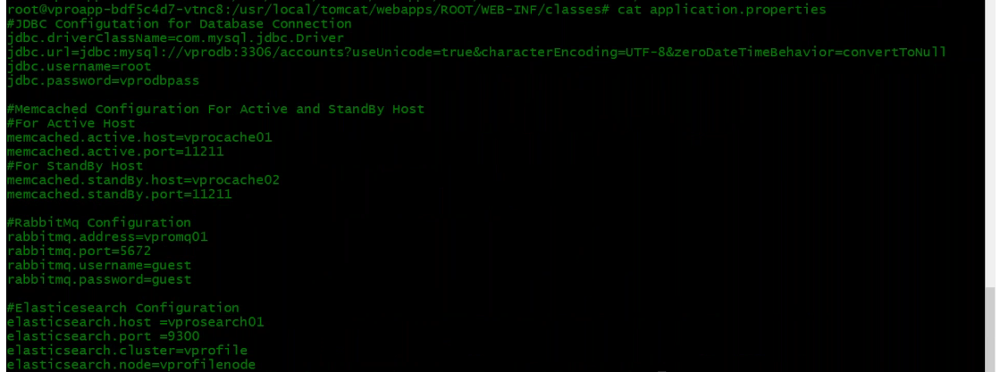 root@vproapp-bdf5c4d7-vtnc8:/usr/local/tomcat/webapps/ROOT/WEB-INF/classes# cat application.properties
#JDBC Configutation for Database Connection
jdbc.driverClassName=com.mysql.jdbc.Driver
jdbc.url=jdbc:mysql://vprodb:3306/accounts?useUnicode=true&characterEncoding=UTF-8&zeroDateTimeBehavior=convertToNull
jdbc.username=root
jdbc.password=vprodbpass
#Memcached Configuration For Active and StandBy Host
#For Active Host
memcached.active.host=vprocache01
memcached.active.port=11211
#For StandBy Host
memcached.standBy.host=vprocache02
memcached.standBy.port=11211
#RabbitMq Configuration
rabbitmq.address=vpromq01
rabbitmq.port=5672
rabbitmq.username=guest
rabbitmq.password=guest
#Elasticesearch Configuration
elasticsearch.host =vprosearch01
elasticsearch.port =9300
elasticsearch.cluster=vprofile
elasticsearch.node=vprofilenode